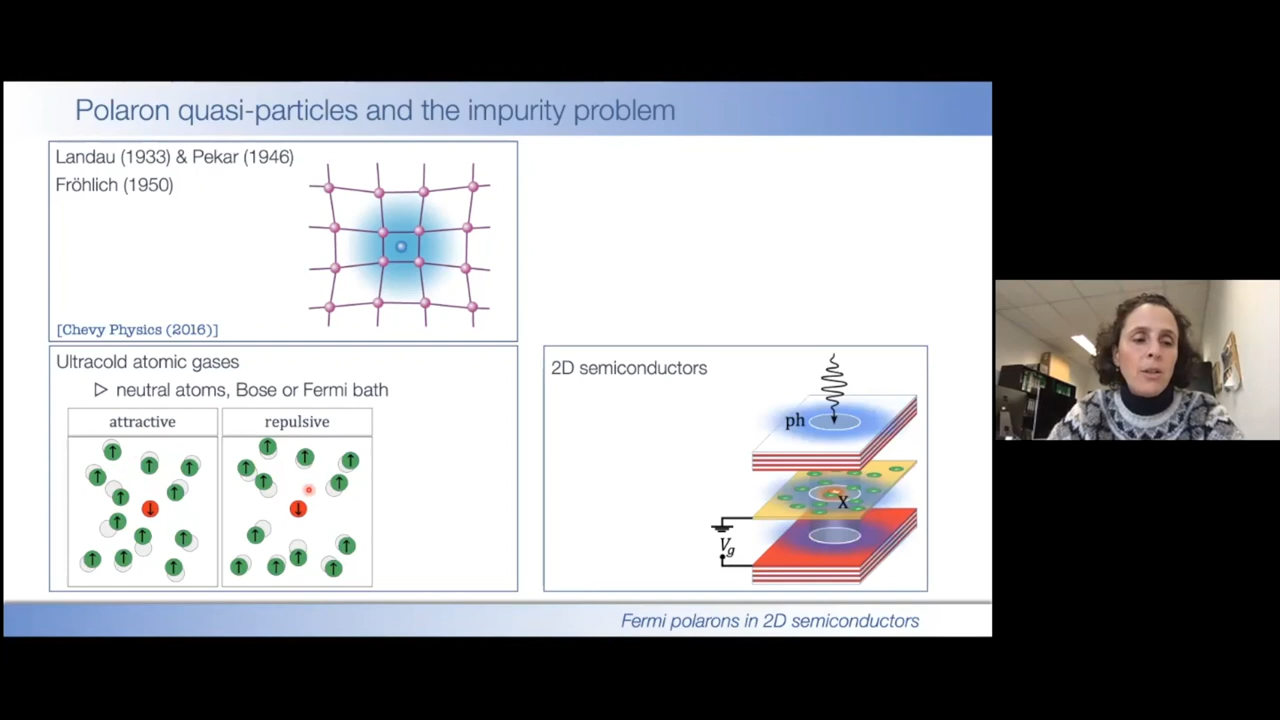 Polaron quasi-particles and the impurity problem
Landau (1933) & Pekar (1946)
Fröhlich (1950)
[Chevy Physics (2016)]
Ultracold atomic gases
▷ neutral atoms, Bose or Fermi bath
attractive
repulsive
2D semiconductors
ph
X
Vg
Fermi polarons in 2D semiconductors